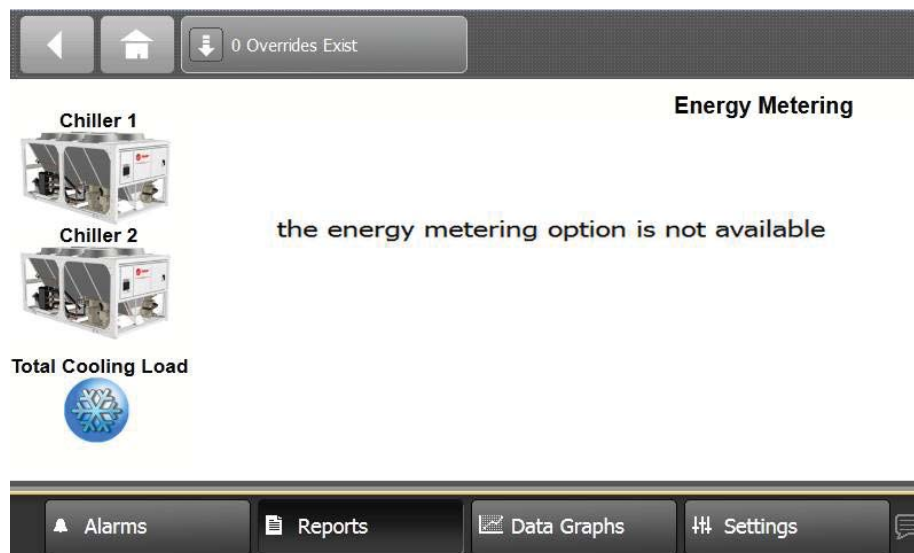 0 Overrides Exist
Energy Metering
Chiller 1
the energy metering option is not available
Chiller 2
Total Cooling Load
Alarms
Reports
Data Graphs
Settings